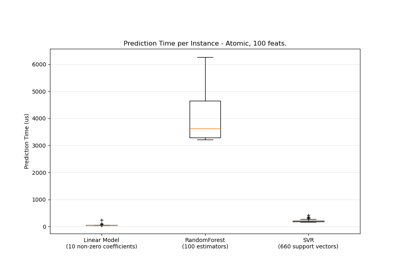 Prediction Time per Instance - Atomic, 100 feats.
Prediction Time (us)
6000
5000
4000
3000
2000
1000
0
Linear Model
(10 non-zero coefficients)
RandomForest
(100 estimators)
SVR
(660 support vectors)